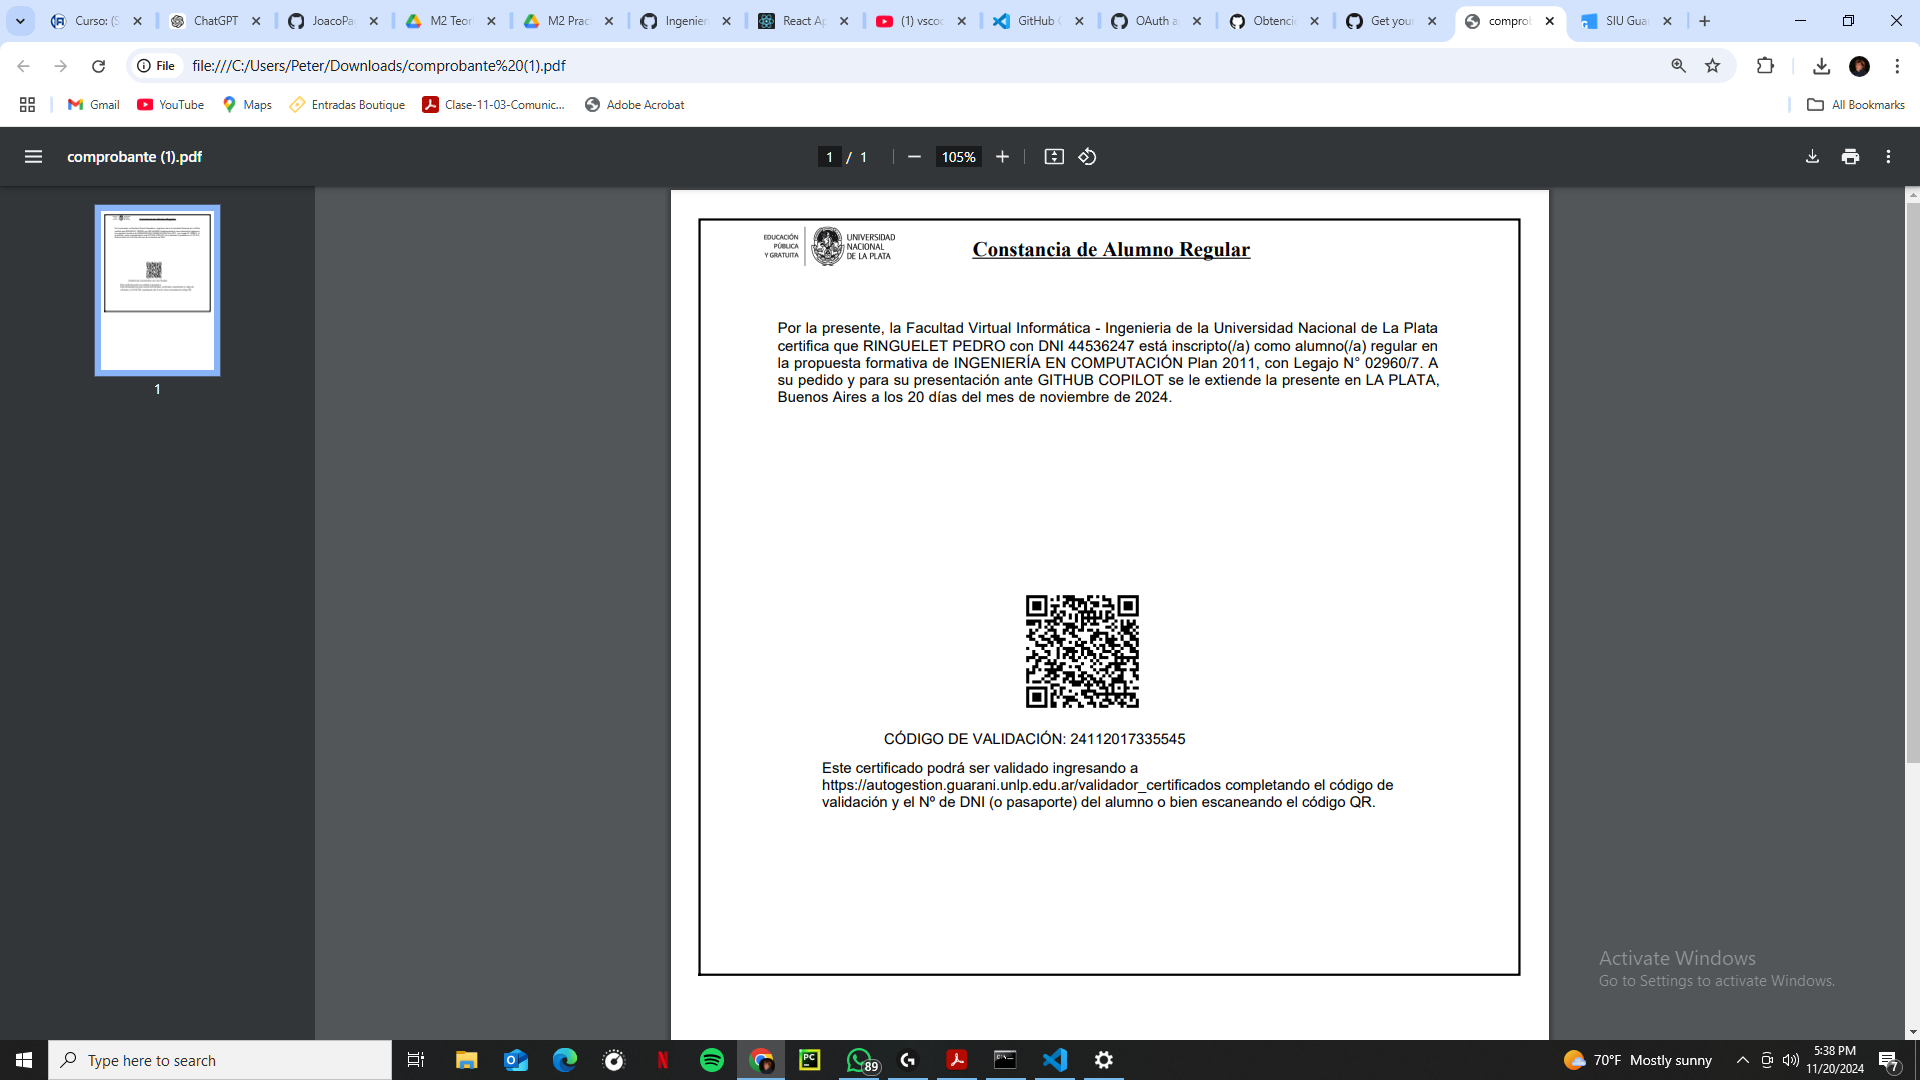 Curso: (S
ChatGPT
JoacoPa
M2 Teor
M2 Prac
Ingenier
React Ap
(1) vscod
GitHub C
OAuth a
Obtenci
Get your
comprob
SIU Gua
File
file:///C:/Users/Peter/Downloads/comprobante%20(1).pdf
Gmail
YouTube
Maps
Entradas Boutique
Clase-11-03-Comunic...
Adobe Acrobat
All Bookmarks
comprobante (1).pdf
1 / 1
105%
1
EDUCACIÓN
PÚBLICA
Y GRATUITA
UNIVERSIDAD
NACIONAL
DE LA PLATA
Constancia de Alumno Regular
Por la presente, la Facultad Virtual Informática - Ingenieria de la Universidad Nacional de La Plata
certifica que RINGUELET PEDRO con DNI 44536247 está inscripto(/a) como alumno(/a) regular en
la propuesta formativa de INGENIERÍA EN COMPUTACIÓN Plan 2011, con Legajo N° 02960/7. A
su pedido y para su presentación ante GITHUB COPILOT se le extiende la presente en LA PLATA,
Buenos Aires a los 20 días del mes de noviembre de 2024.
CÓDIGO DE VALIDACIÓN: 24112017335545
Este certificado podrá ser validado ingresando a
https://autogestion.guarani.unlp.edu.ar/validador_certificados completando el código de
validación y el Nº de DNI (o pasaporte) del alumno o bien escaneando el código QR.
Activate Windows
Go to Settings to activate Windows.
Type here to search
PC
89
70°F Mostly sunny
5:38 PM
11/20/2024
7